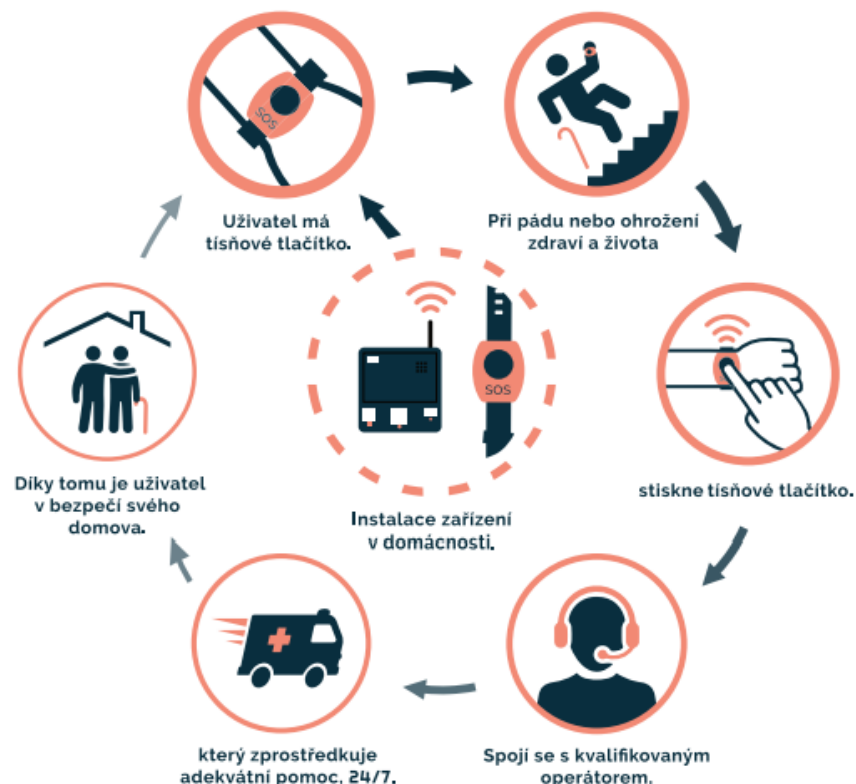 SOS
Uživatel má
tísňové tlačítko.
Při pádu nebo ohrožení
zdraví a života
stiskne tísňové tlačítko.
Spojí se s kvalifikovaným
operátorem.
který zprostředkuje
adekvátní pomoc, 24/7.
Díky tomu je uživatel
v bezpečí svého
domova.
SOS
Instalace zařízení
v domácnosti.